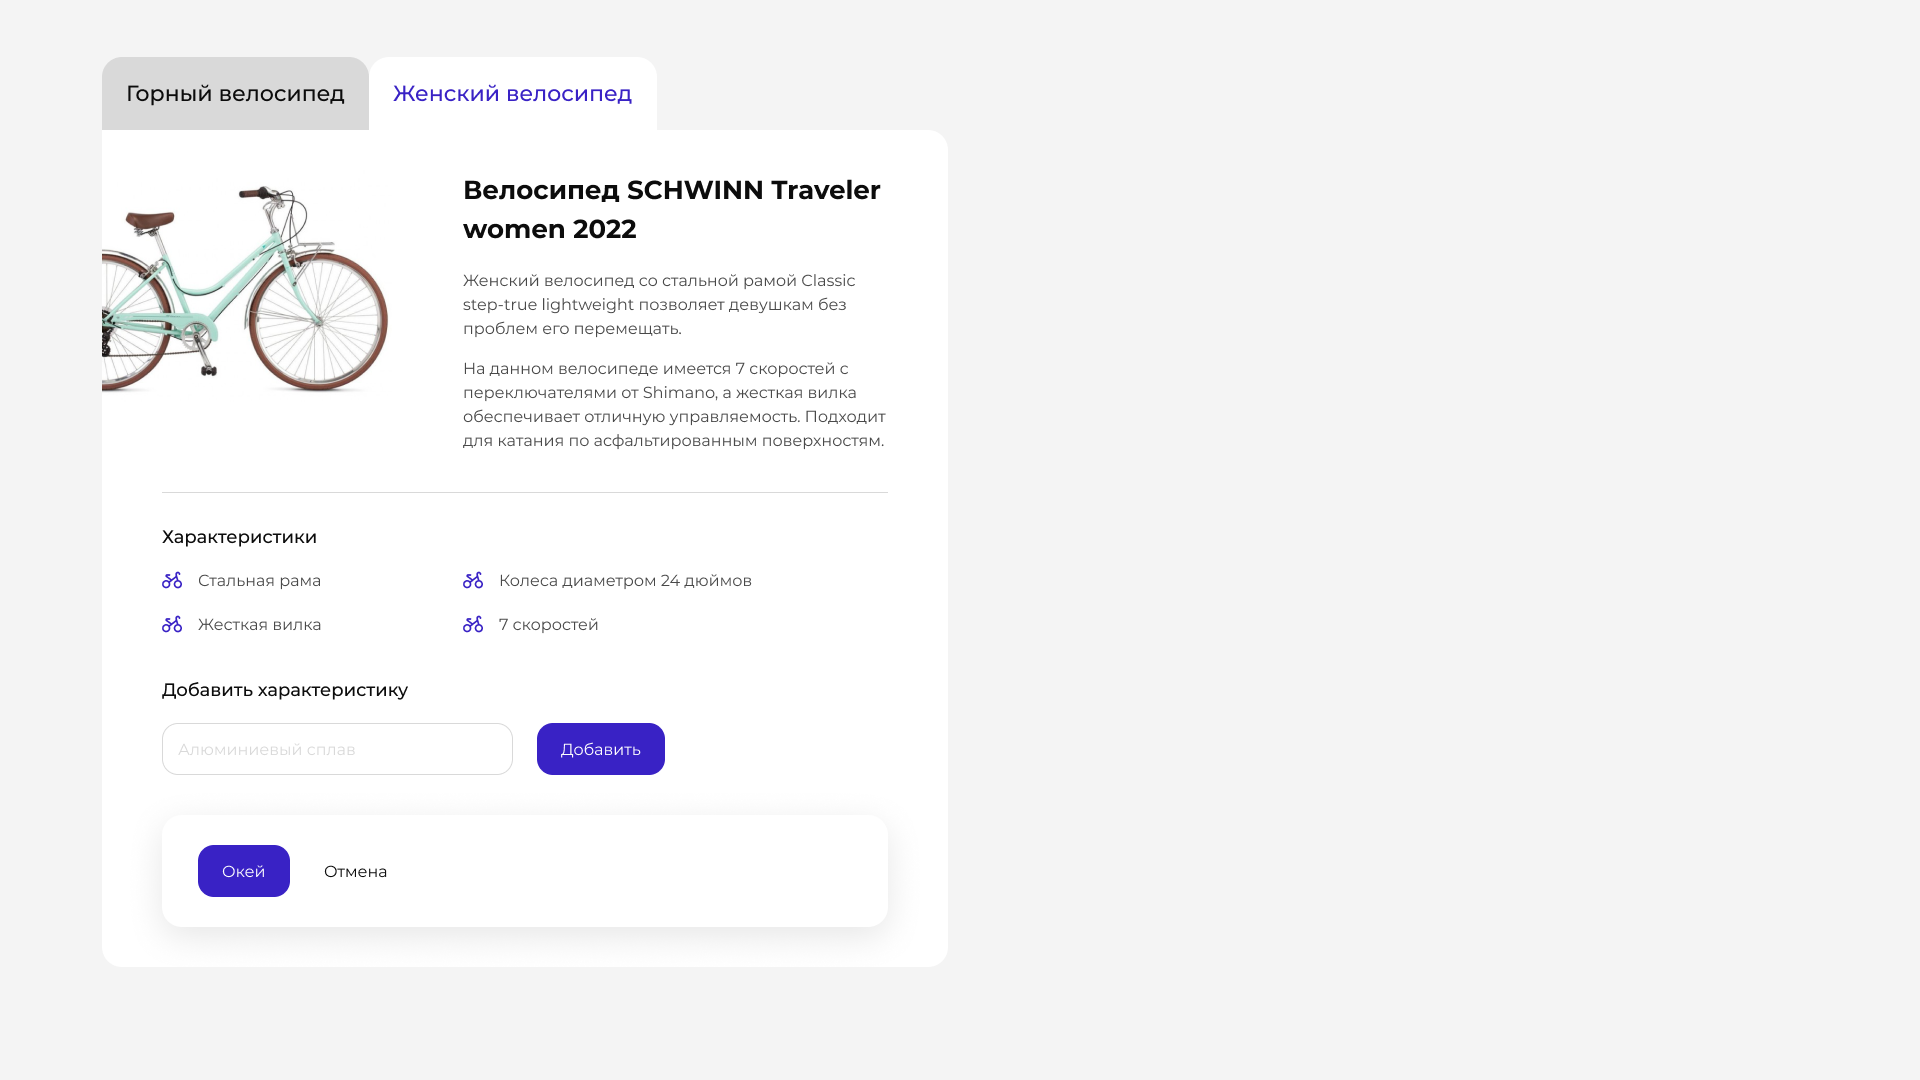 Горный велосипед
Женский велосипед
Велосипед SCHWINN Traveler
women 2022
Женский велосипед со стальной рамой Classic
step-true lightweight позволяет девушкам без
проблем его перемещать.
На данном велосипеде имеется 7 скоростей с
переключателями от Shimano, а жесткая вилка
обеспечивает отличную управляемость. Подходит
для катания по асфальтированным поверхностям.
Характеристики
Стальная рама
Колеса диаметром 24 дюймов
Жесткая вилка
7 скоростей
Добавить характеристику
Алюминиевый сплав
Добавить
Окей
Отмена